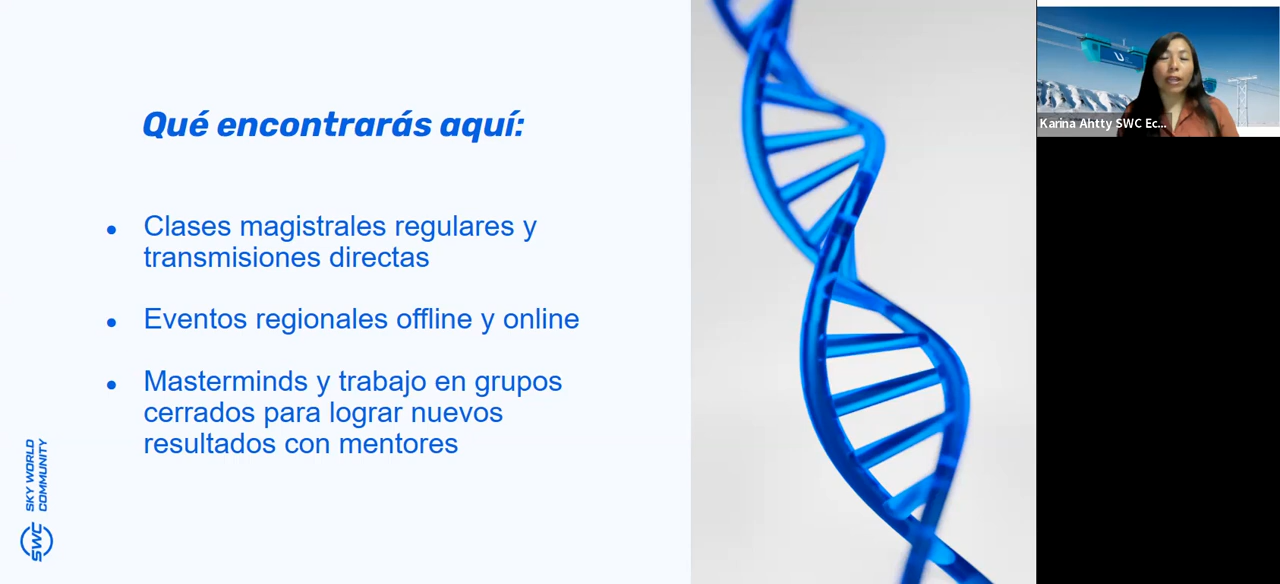 Qué encontrarás aquí:
Clases magistrales regulares y
transmisiones directas
Eventos regionales offline y online
Masterminds y trabajo en grupos
cerrados para lograr nuevos
resultados con mentores
SWC SKY WORLD
COMMUNITY
Karina Ahtty SWC Ec...